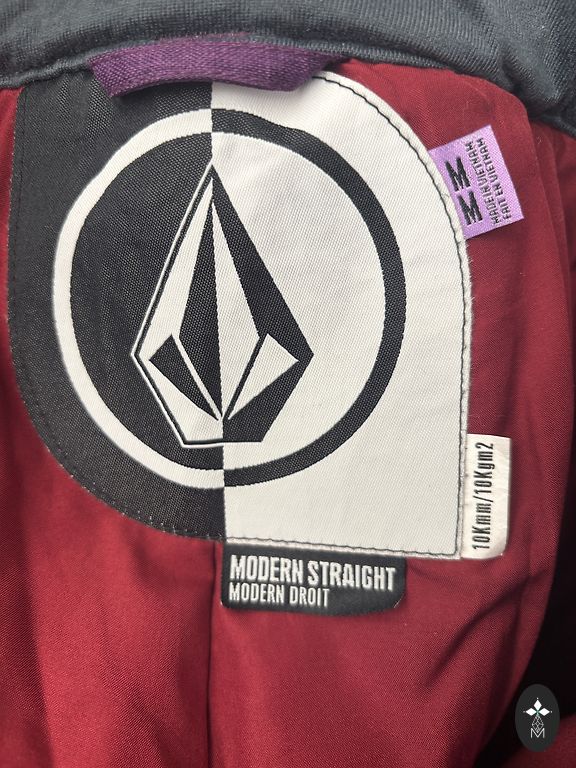 M
M
MADE IN VIETNAM
FAIT EN VIETNAM
10Kmm/10Kgm2
MODERN STRAIGHT
MODERN DROIT
M